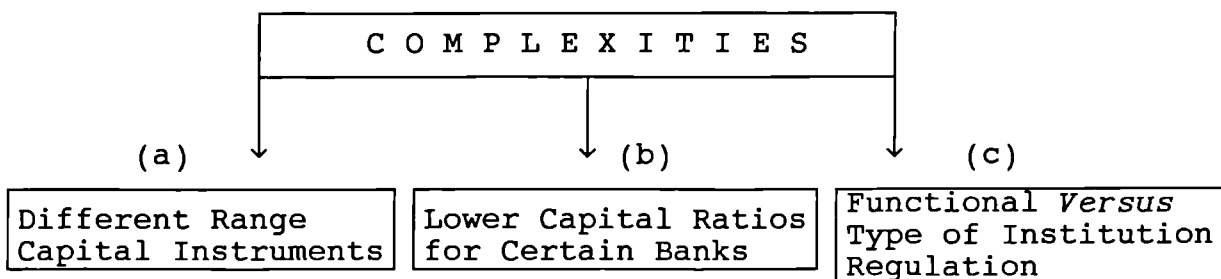 C O M P L E X I T I E S
(a)
(b)
(c)
Different Range
Capital Instruments
Lower Capital Ratios
for Certain Banks
Functional Versus
Type of Institution
Regulation